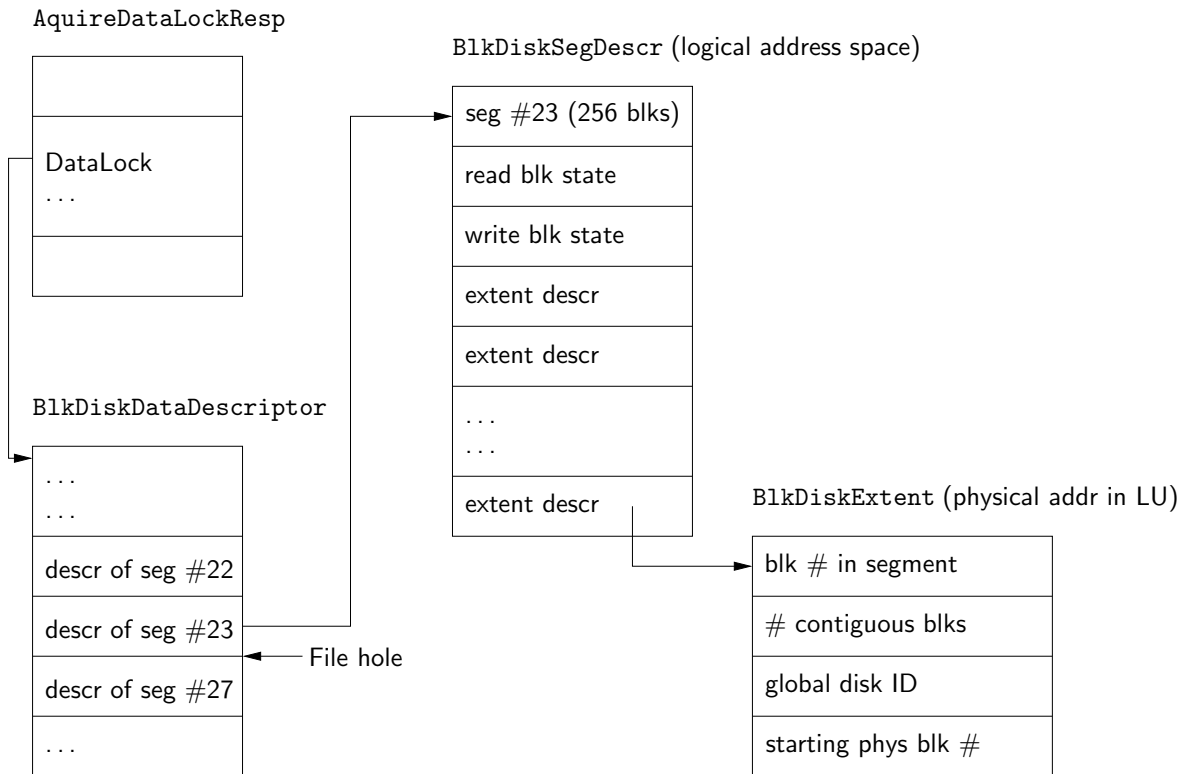 AquireDataLockResp
DataLock
...
BlkDiskDataDescriptor
...
...
descr of seg #22
descr of seg #23
File hole
descr of seg #27
...
BlkDiskSegDescr (logical address space)
seg #23 (256 blks)
read blk state
write blk state
extent descr
extent descr
...
...
extent descr
BlkDiskExtent (physical addr in LU)
blk # in segment
# contiguous blks
global disk ID
starting phys blk #